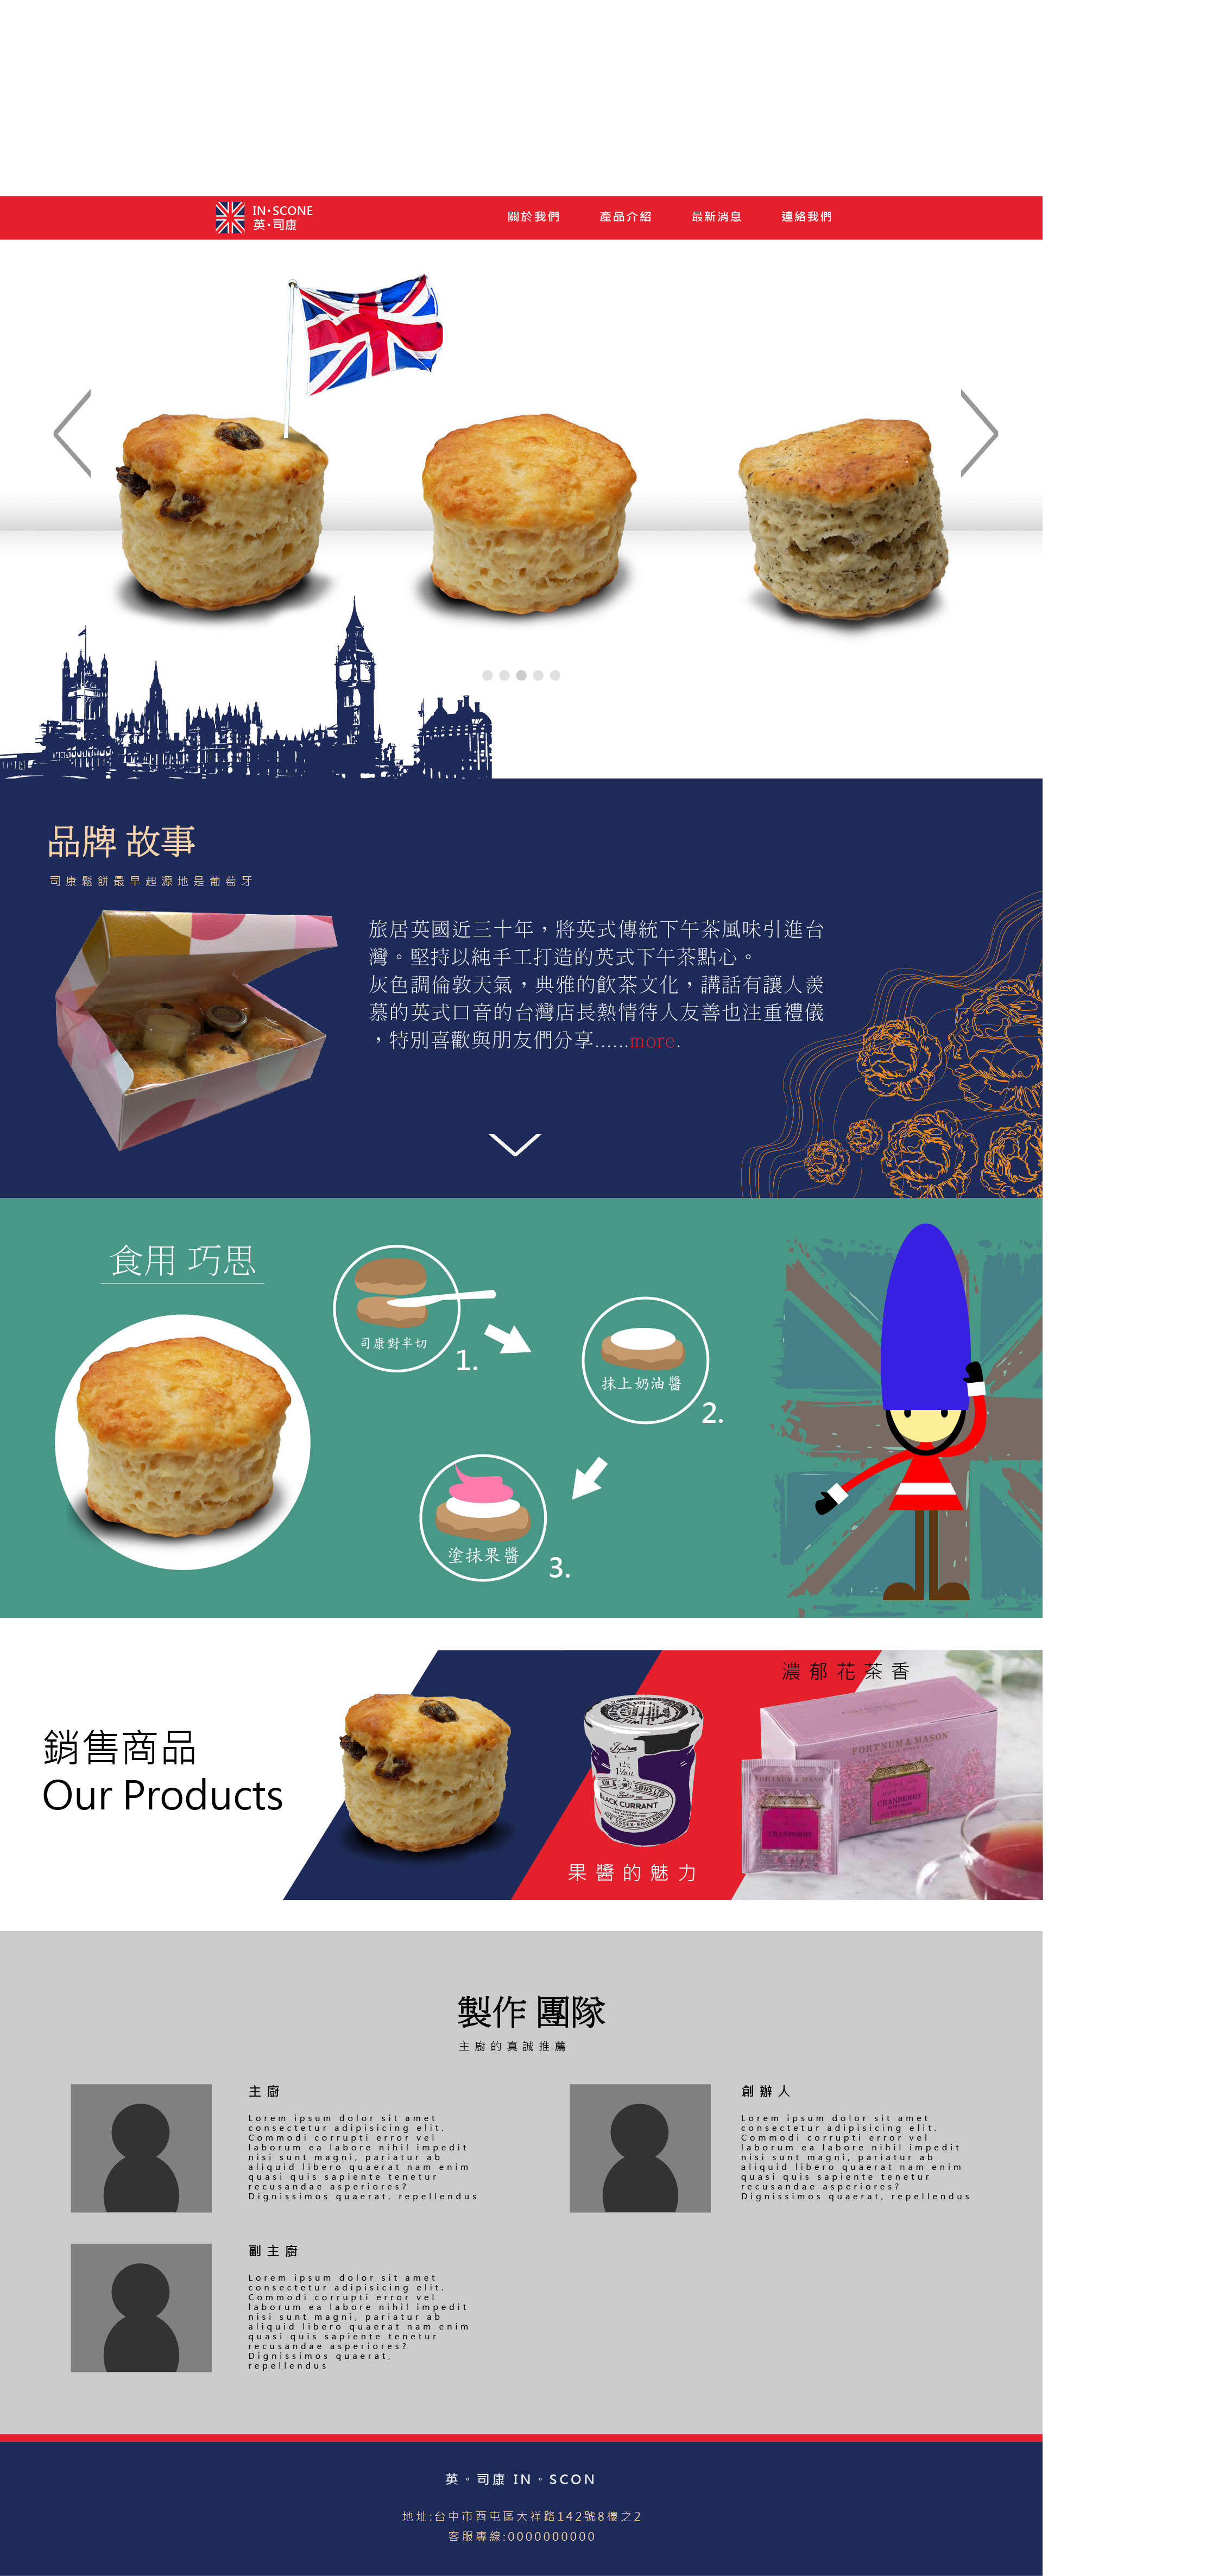 IN•SCONE
英•司康
關於我們
產品介紹
最新消息
連絡我們
品牌 故事
司康鬆餅最早起源地是葡萄牙
旅居英國近三十年，將英式傳統下午茶風味引進台
灣。堅持以純手工打造的英式下午茶點心。
灰色調倫敦天氣，典雅的飲茶文化，講話有讓人羨
慕的英式口音的台灣店長熱情待人友善也注重禮儀
，特別喜歡與朋友們分享......more.
食用 巧思
司康對半切
1.
抹上奶油醬
2.
塗抹果醬
3.
銷售商品
Our Products
BLACK CURRANT
果醬的魅力
濃郁花茶香
FORTNUM & MASON
CRANBERRY
FORTNUM & MASON
CRANBERRY
製作 團隊
主廚的真誠推薦
主廚
Lorem ipsum dolor sit amet
consectetur adipisicing elit.
Commodi corrupti error vel
laborum ea labore nihil impedit
nisi sunt magni, pariatur ab
aliquid libero quaerat nam enim
quasi quis sapiente tenetur
recusandae asperiores?
Dignissimos quaerat, repellendus
創辦人
Lorem ipsum dolor sit amet
consectetur adipisicing elit.
Commodi corrupti error vel
laborum ea labore nihil impedit
nisi sunt magni, pariatur ab
aliquid libero quaerat nam enim
quasi quis sapiente tenetur
recusandae asperiores?
Dignissimos quaerat, repellendus
副主廚
Lorem ipsum dolor sit amet
consectetur adipisicing elit.
Commodi corrupti error vel
laborum ea labore nihil impedit
nisi sunt magni, pariatur ab
aliquid libero quaerat nam enim
quasi quis sapiente tenetur
recusandae asperiores?
Dignissimos quaerat,
repellendus
英。司康 IN。SCON
地址:台中市西屯區大祥路142號8樓之2
客服專線:0000000000